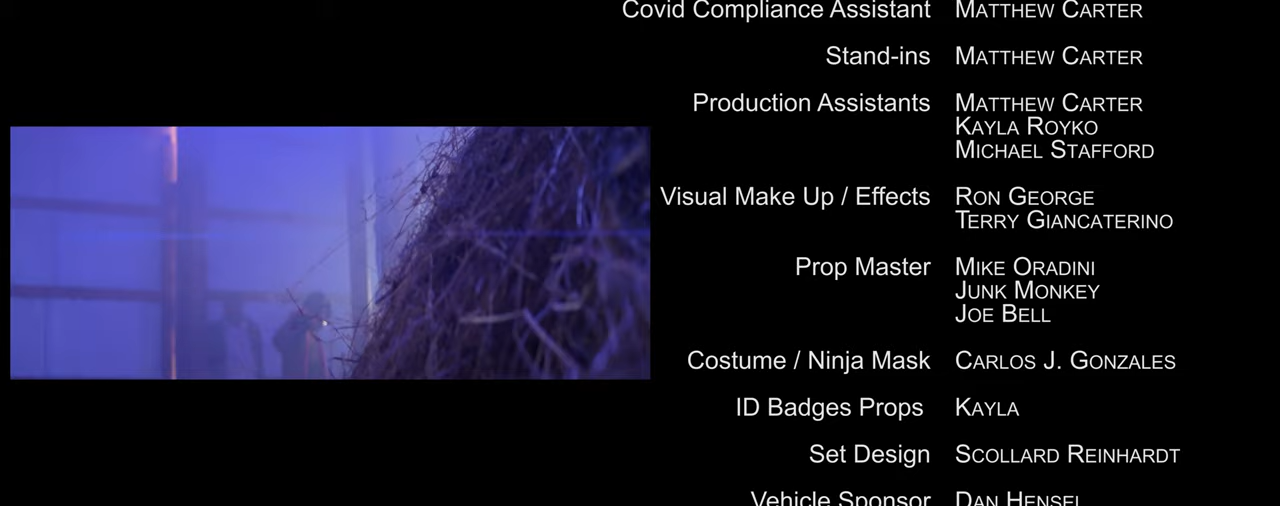 Covid Compliance Assistant Matthew Carter
Stand-ins Matthew Carter
Production Assistants Matthew Carter
Kayla Royko
Michael Stafford
Visual Make Up / Effects Ron George
Terry Giancaterino
Prop Master Mike Oradini
Junk Monkey
Joe Bell
Costume / Ninja Mask Carlos J. Gonzales
ID Badges Props Kayla
Set Design Scollard Reinhardt
Vehicle Sponsor Dan Hensel